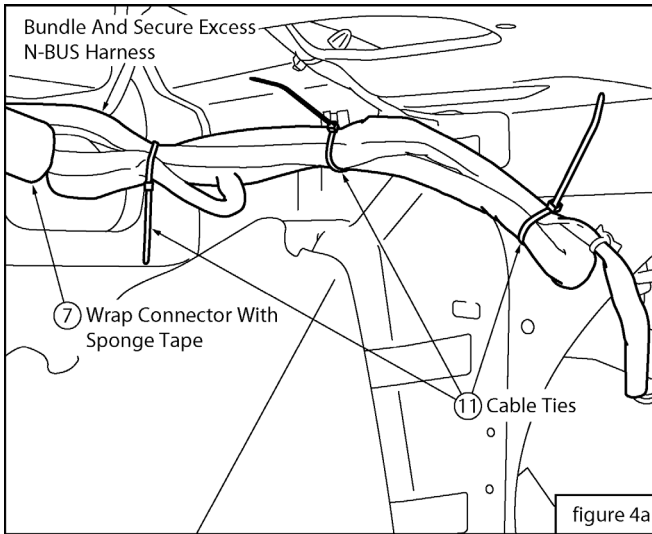 Bundle And Secure Excess
N-BUS Harness
7 Wrap Connector With
Sponge Tape
11 Cable Ties
figure 4a